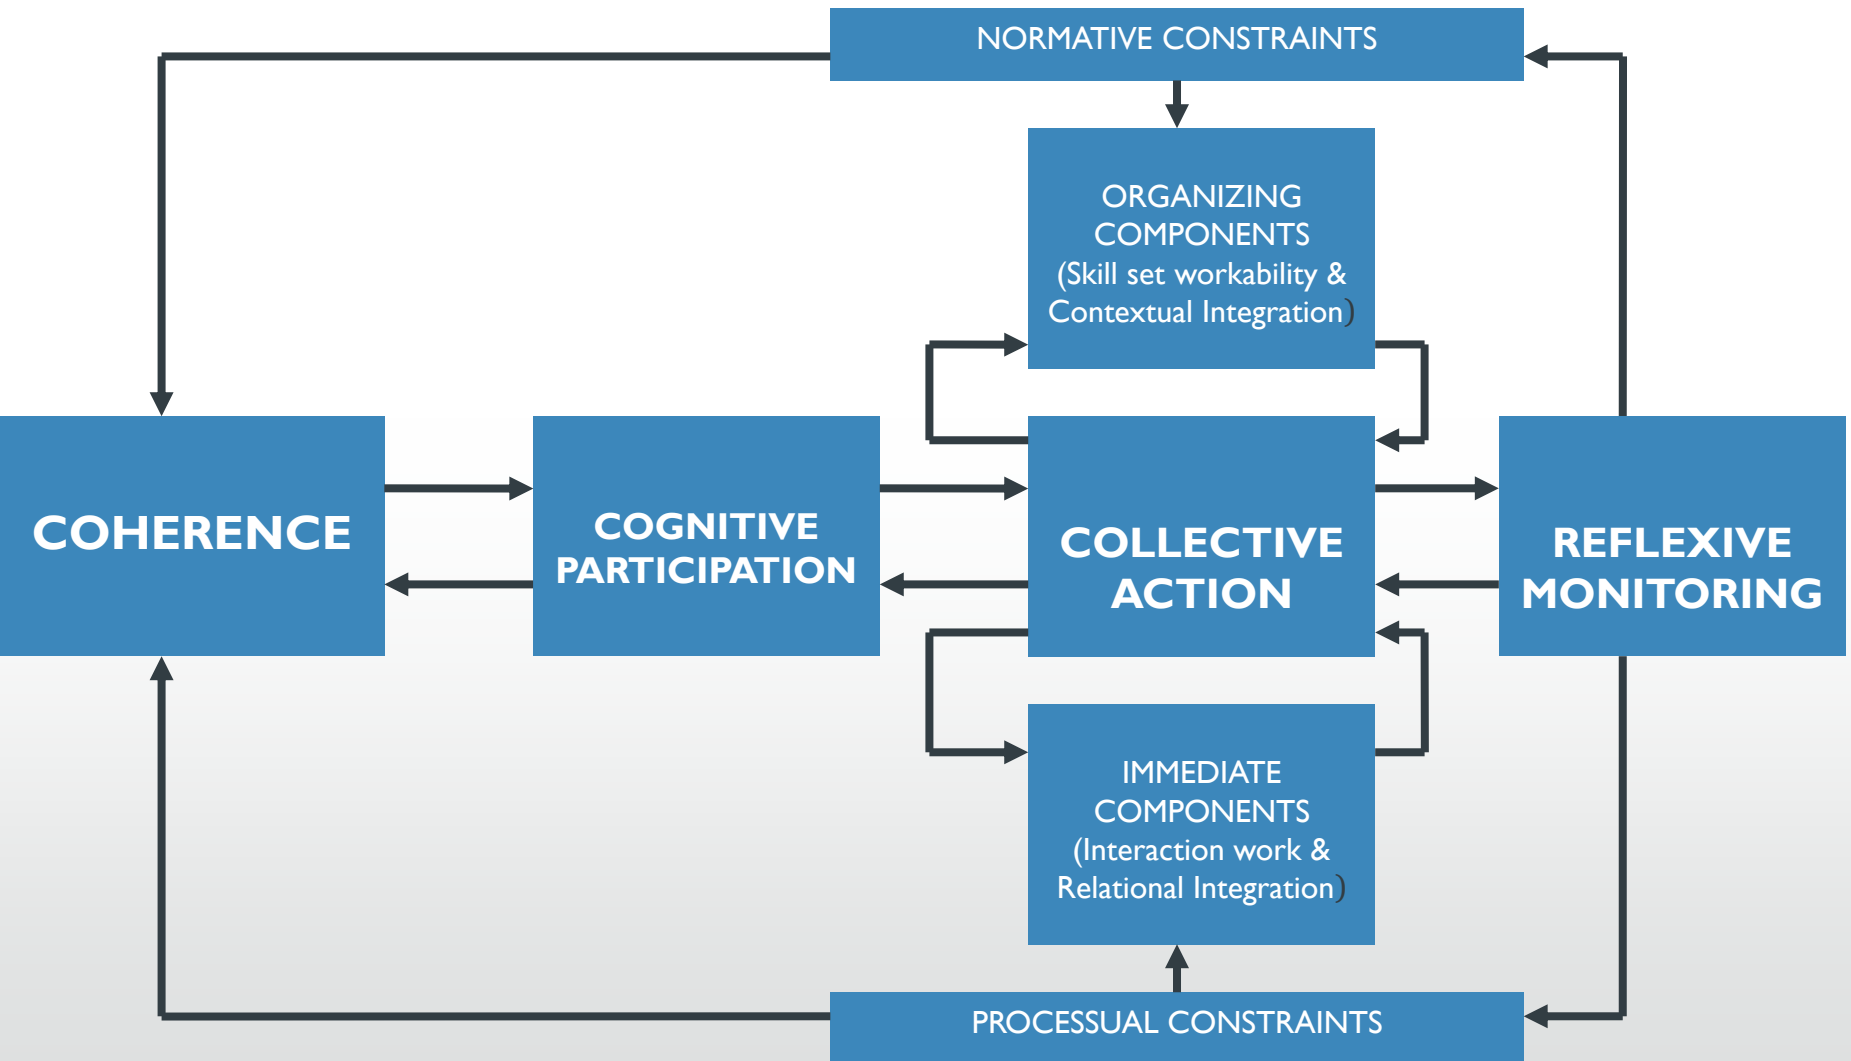 NORMATIVE CONSTRAINTS
ORGANIZING
COMPONENTS
(Skill set workability &
Contextual Integration)
COHERENCE
COGNITIVE
PARTICIPATION
COLLECTIVE
ACTION
REFLEXIVE
MONITORING
IMMEDIATE
COMPONENTS
(Interaction work &
Relational Integration)
PROCESSUAL CONSTRAINTS